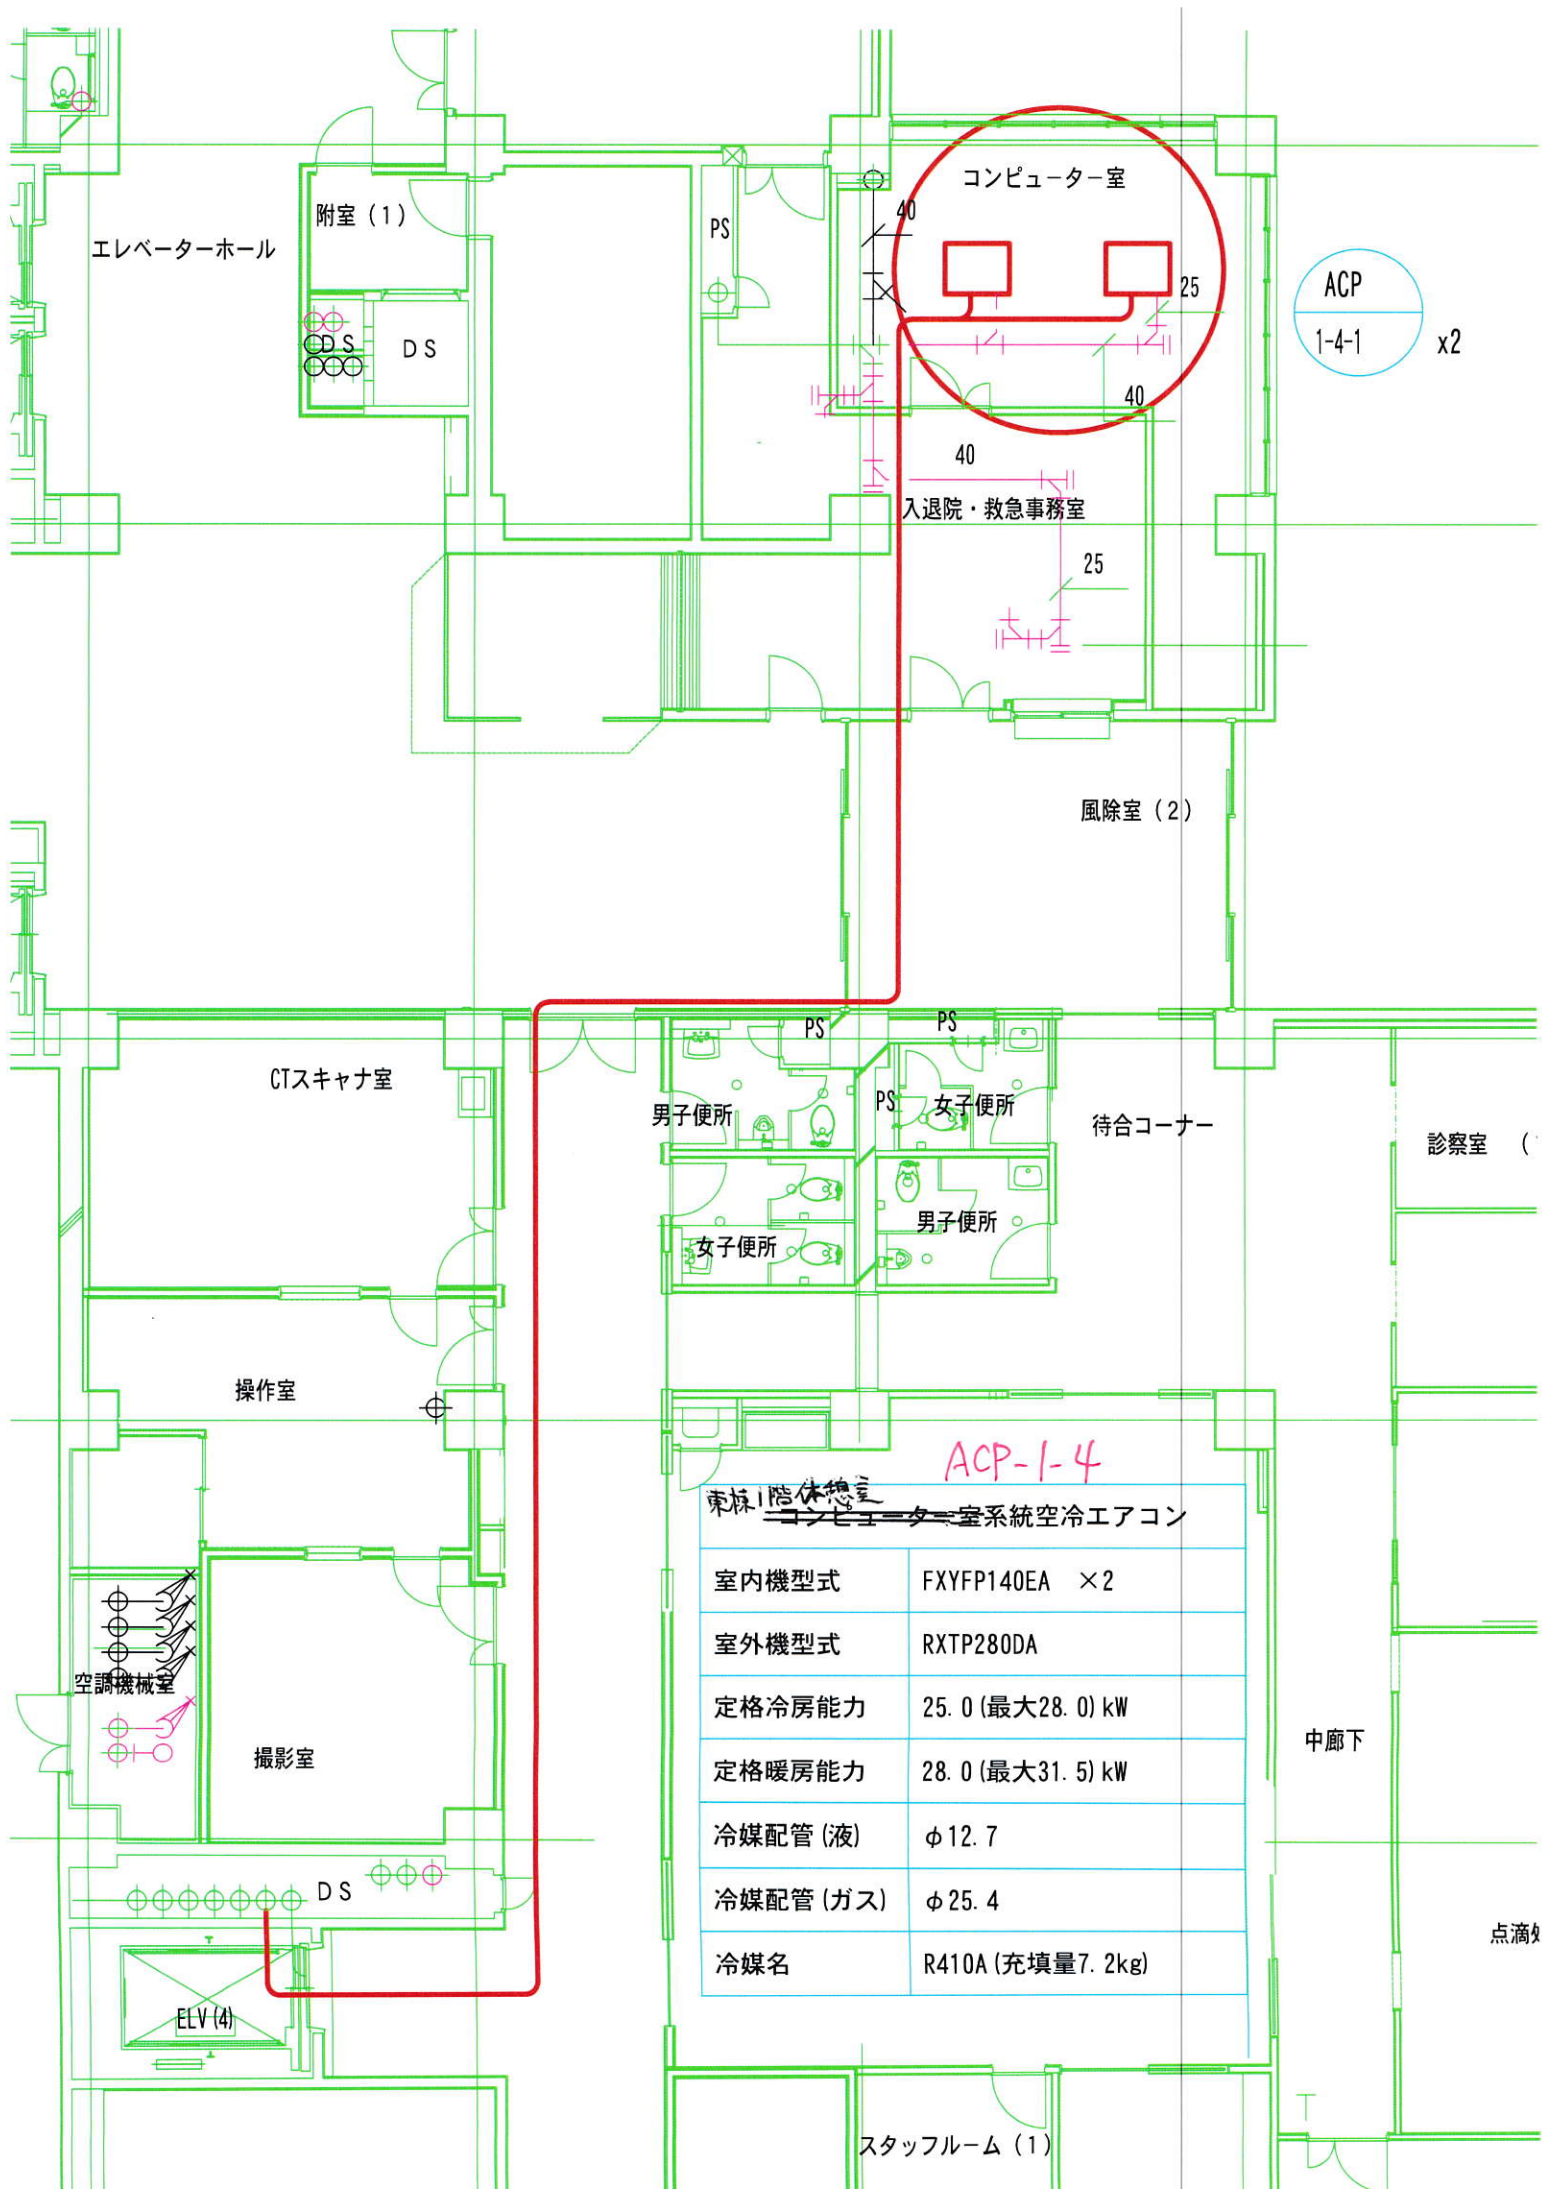 コンピューター室
附室（1）
40
PS
エレベーターホール
ACP
25
1-4-1
x2
DS
DS
40
40
入退院・救急事務室
25
風除室（2）
PS
PS
CTスキャナ室
PS
女子便所
男子便所
待合コーナー
診察室 （
男子便所
女子便所
操作室
ACP-1-4
東棟1階休憩室
コンピューター室系統空冷エアコン
室内機型式 FXYFP140EA ×2
室外機型式 RXTP280DA
定格冷房能力 25.0(最大28.0)kW
定格暖房能力 28.0(最大31.5)kW
冷媒配管(液) φ12.7
冷媒配管(ガス) φ25.4
冷媒名 R410A(充填量7.2kg)
空調機械室
撮影室
中廊下
DS
点滴
ELV(4)
スタッフルーム（1）